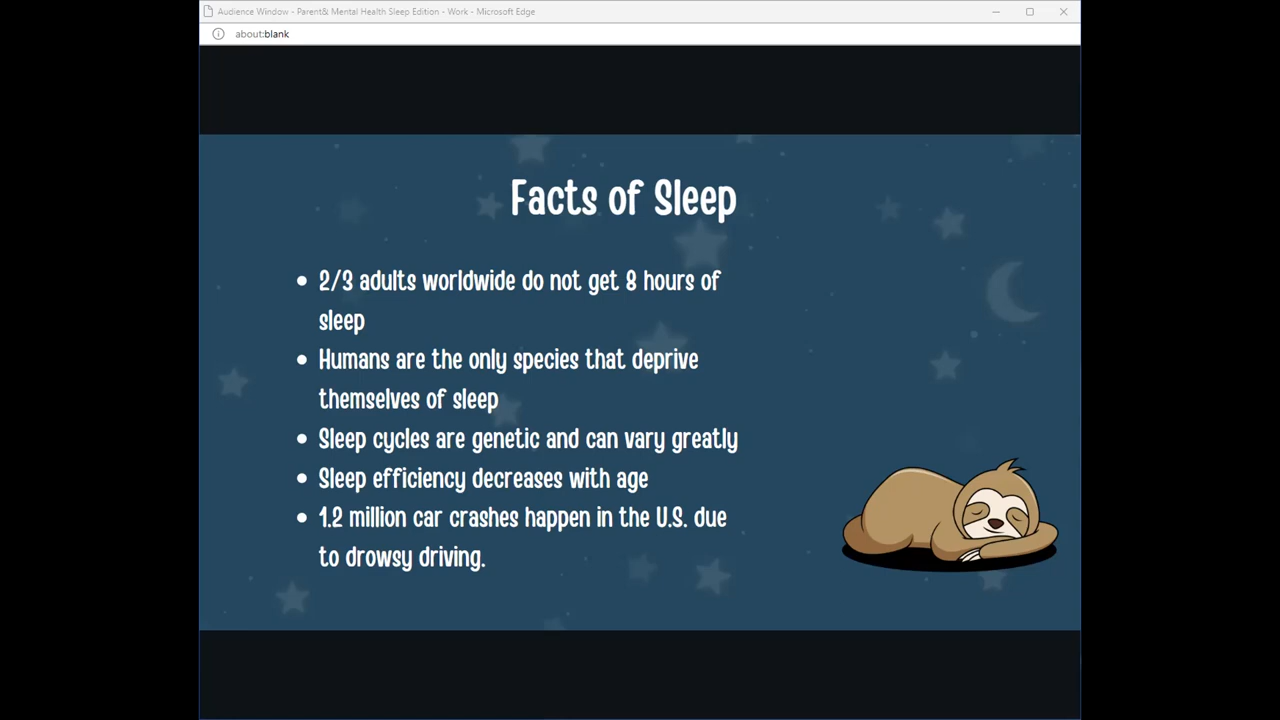 Audience Window - Parent& Mental Health Sleep Edition - Work - Microsoft Edge
about:blank
Facts of Sleep
• 2/3 adults worldwide do not get 8 hours of
sleep
• Humans are the only species that deprive
themselves of sleep
• Sleep cycles are genetic and can vary greatly
• Sleep efficiency decreases with age
• 1.2 million car crashes happen in the U.S. due
to drowsy driving.